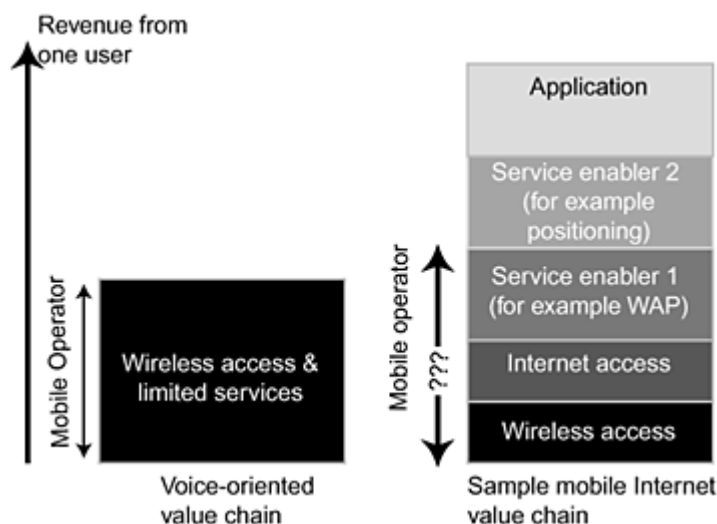 Revenue from
one user
Mobile Operator
Wireless access &
limited services
Voice-oriented
value chain
Mobile operator
???
Application
Service enabler 2
(for example
positioning)
Service enabler 1
(for example WAP)
Internet access
Wireless access
Sample mobile Internet
value chain